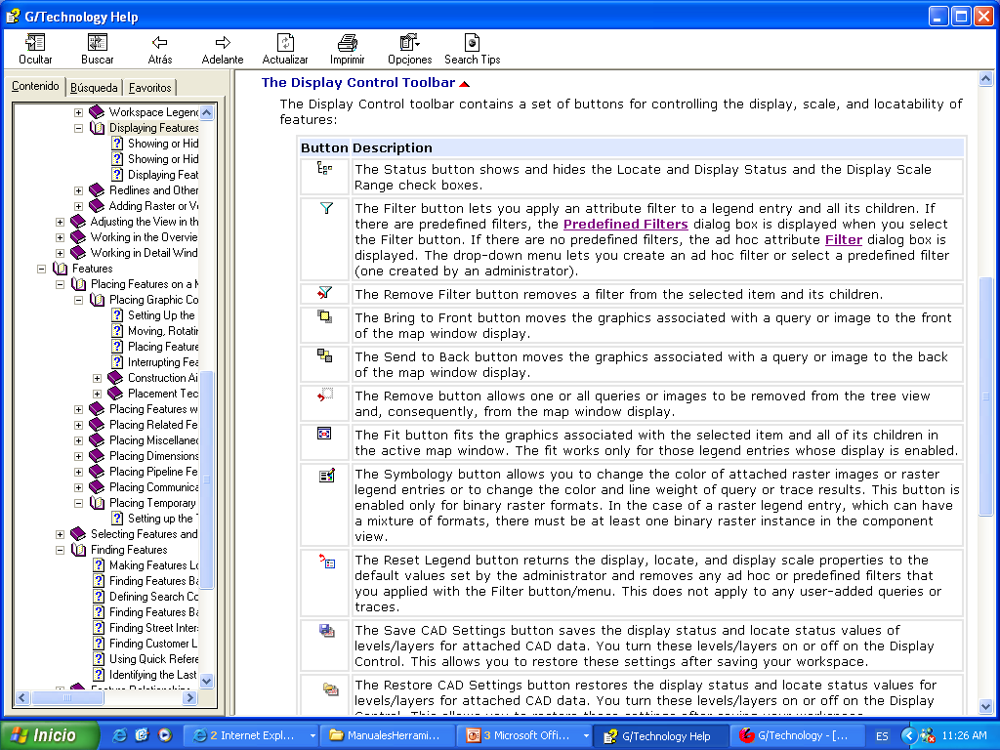 G/Technology Help
Ocultar Buscar Atrás Adelante Actualizar Imprimir Opciones Search Tips
Contenido Búsqueda Favoritos
Workspace Legend
Displaying Features
Showing or Hid
Showing or Hid
Displaying Feat
Redlines and Other
Adding Raster or Ve
Adjusting the View in the
Working in the Overvie
Working in Detail Wind
Features
Placing Features on a M
Placing Graphic Co
Setting Up the
Moving, Rotatir
Placing Feature
Interrupting Fea
Construction Ai
Placement Tec
Placing Features w
Placing Related Fe
Placing Miscellane
Placing Dimensions
Placing Pipeline Fe
Placing Communica
Placing Temporary
Setting up the
Selecting Features and
Finding Features
Making Features Lo
Finding Features Ba
Defining Search Co
Finding Features Ba
Finding Street Inters
Finding Customer L
Using Quick Refere
Identifying the Last
The Display Control Toolbar
The Display Control toolbar contains a set of buttons for controlling the display, scale, and locatability of
features:
Button Description
The Status button shows and hides the Locate and Display Status and the Display Scale
Range check boxes.
The Filter button lets you apply an attribute filter to a legend entry and all its children. If
there are predefined filters, the Predefined Filters dialog box is displayed when you select
the Filter button. If there are no predefined filters, the ad hoc attribute Filter dialog box is
displayed. The drop-down menu lets you create an ad hoc filter or select a predefined filter
(one created by an administrator).
The Remove Filter button removes a filter from the selected item and its children.
The Bring to Front button moves the graphics associated with a query or image to the front
of the map window display.
The Send to Back button moves the graphics associated with a query or image to the back
of the map window display.
The Remove button allows one or all queries or images to be removed from the tree view
and, consequently, from the map window display.
The Fit button fits the graphics associated with the selected item and all of its children in
the active map window. The fit works only for those legend entries whose display is enabled.
The Symbology button allows you to change the color of attached raster images or raster
legend entries or to change the color and line weight of query or trace results. This button is
enabled only for binary raster formats. In the case of a raster legend entry, which can have
a mixture of formats, there must be at least one binary raster instance in the component
view.
The Reset Legend button returns the display, locate, and display scale properties to the
default values set by the administrator and removes any ad hoc or predefined filters that
you applied with the Filter button/menu. This does not apply to any user-added queries or
traces.
The Save CAD Settings button saves the display status and locate status values of
levels/layers for attached CAD data. You turn these levels/layers on or off on the Display
Control. This allows you to restore these settings after saving your workspace.
The Restore CAD Settings button restores the display status and locate status values for
levels/layers for attached CAD data. You turn these levels/layers on or off on the Display
Inicio 2 Internet Expl... ManualesHerrami... 3 Microsoft Offi... G/Technology Help G/Technology - [... ES 11:26 AM